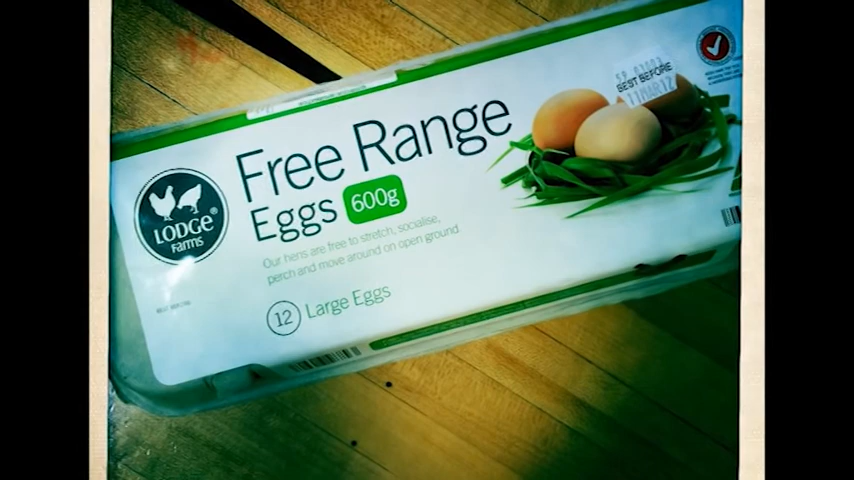 LODGE®
Farms
Free Range
Eggs 600g
Our hens are free to stretch, socialise,
perch and move around on open ground
12 Large Eggs
BEST BEFORE
11MAR12